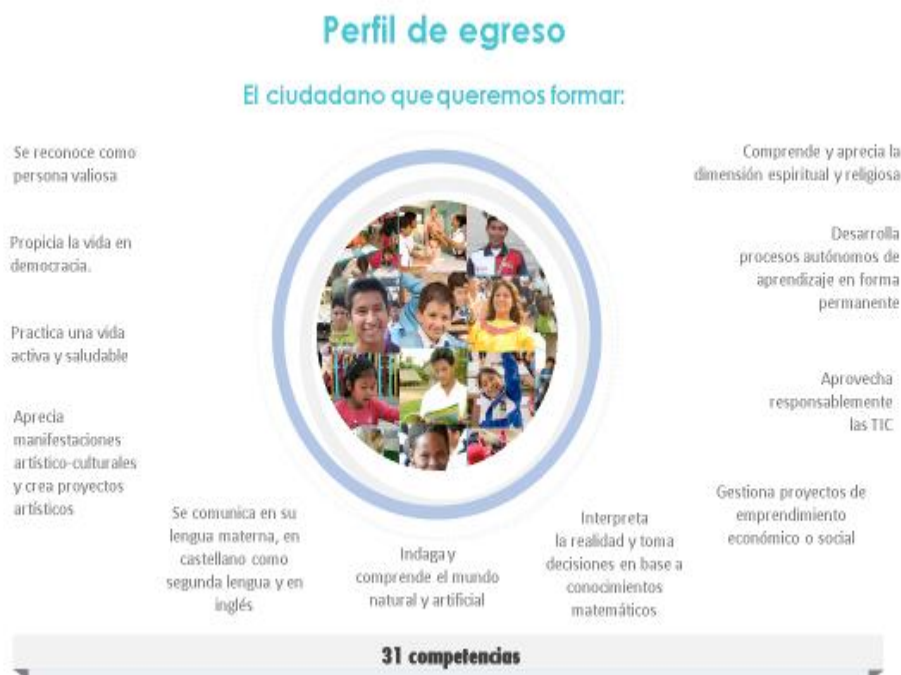 Perfil de egreso
El ciudadano que queremos formar:
Se reconoce como
persona valiosa
Propicia la vida en
democracia.
Practica una vida
activa y saludable
Aprecia
manifestaciones
artístico-culturales
y crea proyectos
artísticos
Se comunica en su
lengua materna, en
castellano como
segunda lengua y en
inglés
Indaga y
comprende el mundo
natural y artificial
Interpreta
la realidad y toma
decisiones en base a
conocimientos
matemáticos
Gestiona proyectos de
emprendimiento
económico o social
Aprovecha
responsablemente
las TIC
Desarrolla
procesos autónomos de
aprendizaje en forma
permanente
Comprende y aprecia la
dimensión espiritual y religiosa
31 competencias